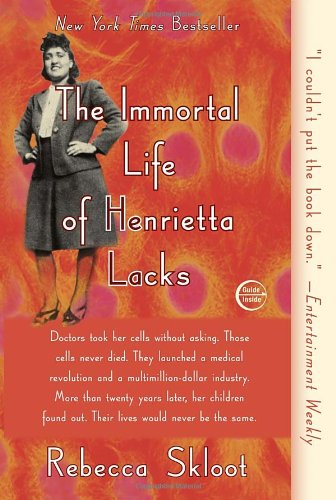 New York Times Bestseller
The Immortal
Life
of Henrietta
Lacks
Guide
Inside
Doctors took her cells without asking. Those
cells never died. They launched a medical
revolution and a multimillion-dollar industry.
More than twenty years later, her children
found out. Their lives would never be the same.
Rebecca Skloot
"I couldn't put the book down." —Entertainment Weekly